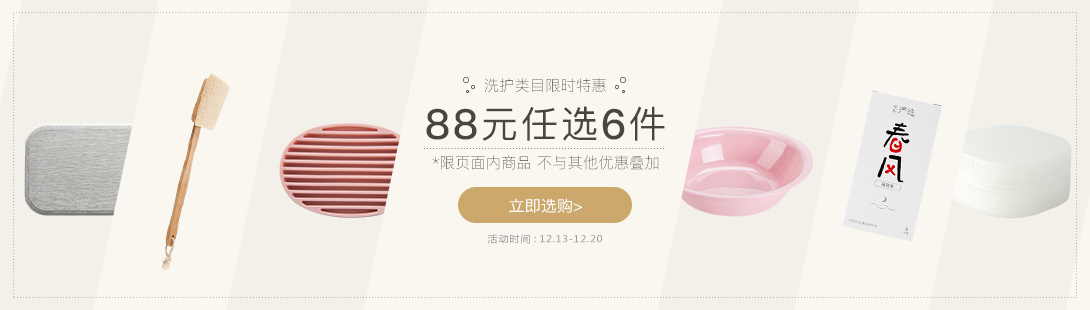 洗护类目限时特惠
88元任选6件
*限页面内商品 不与其他优惠叠加
立即选购>
活动时间 : 12.13-12.20
严选
春风